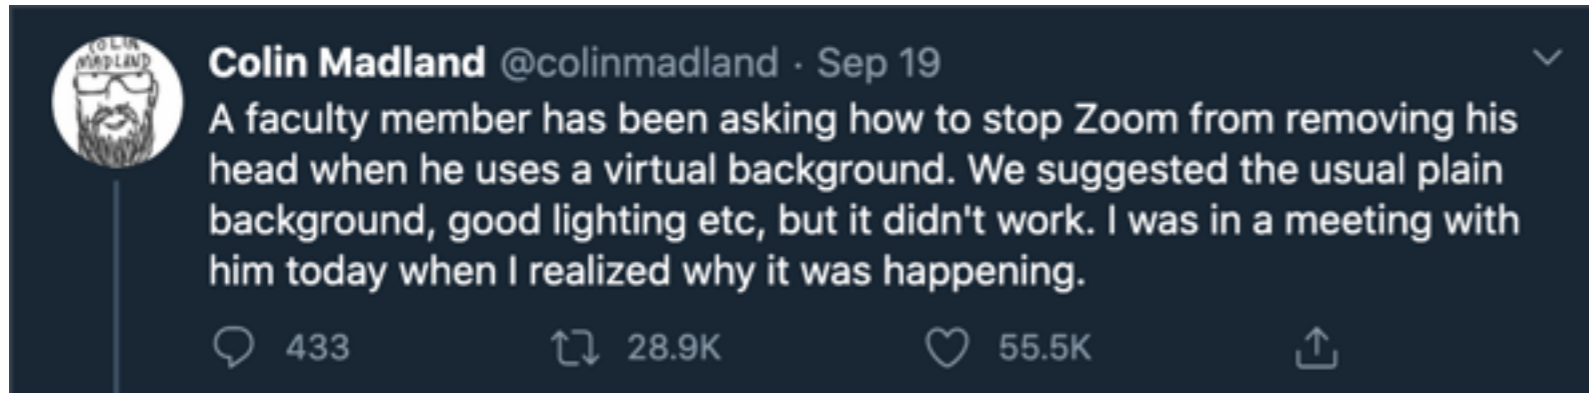 COLIN
MADLAND
Colin Madland @colinmadland · Sep 19
A faculty member has been asking how to stop Zoom from removing his
head when he uses a virtual background. We suggested the usual plain
background, good lighting etc, but it didn't work. I was in a meeting with
him today when I realized why it was happening.
433 28.9K 55.5K